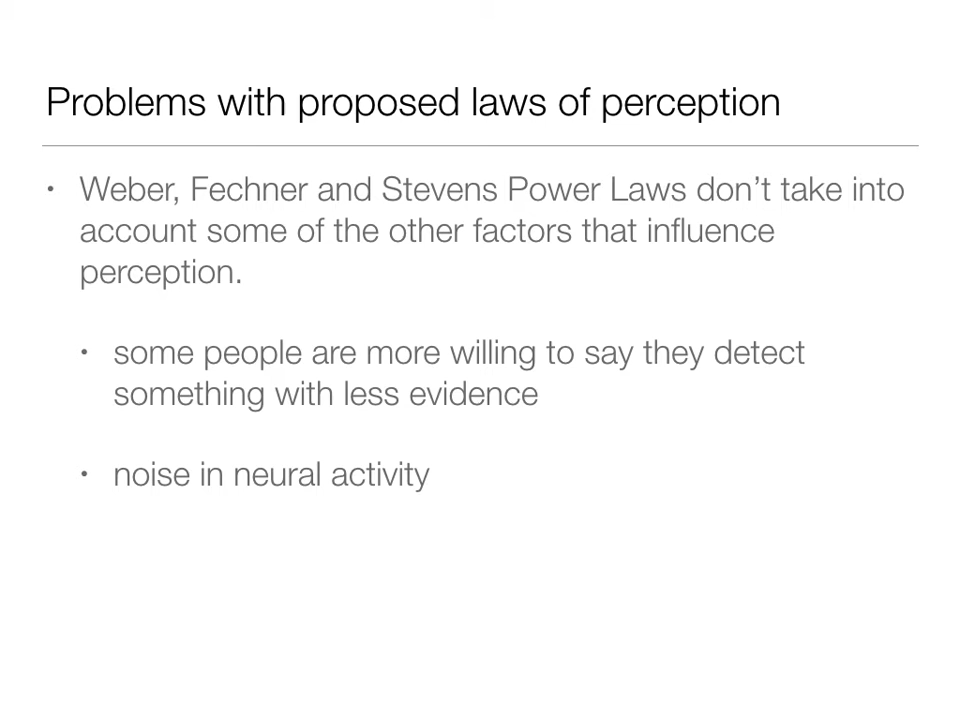 Problems with proposed laws of perception
• Weber, Fechner and Stevens Power Laws don’t take into
account some of the other factors that influence
perception.
• some people are more willing to say they detect
something with less evidence
• noise in neural activity